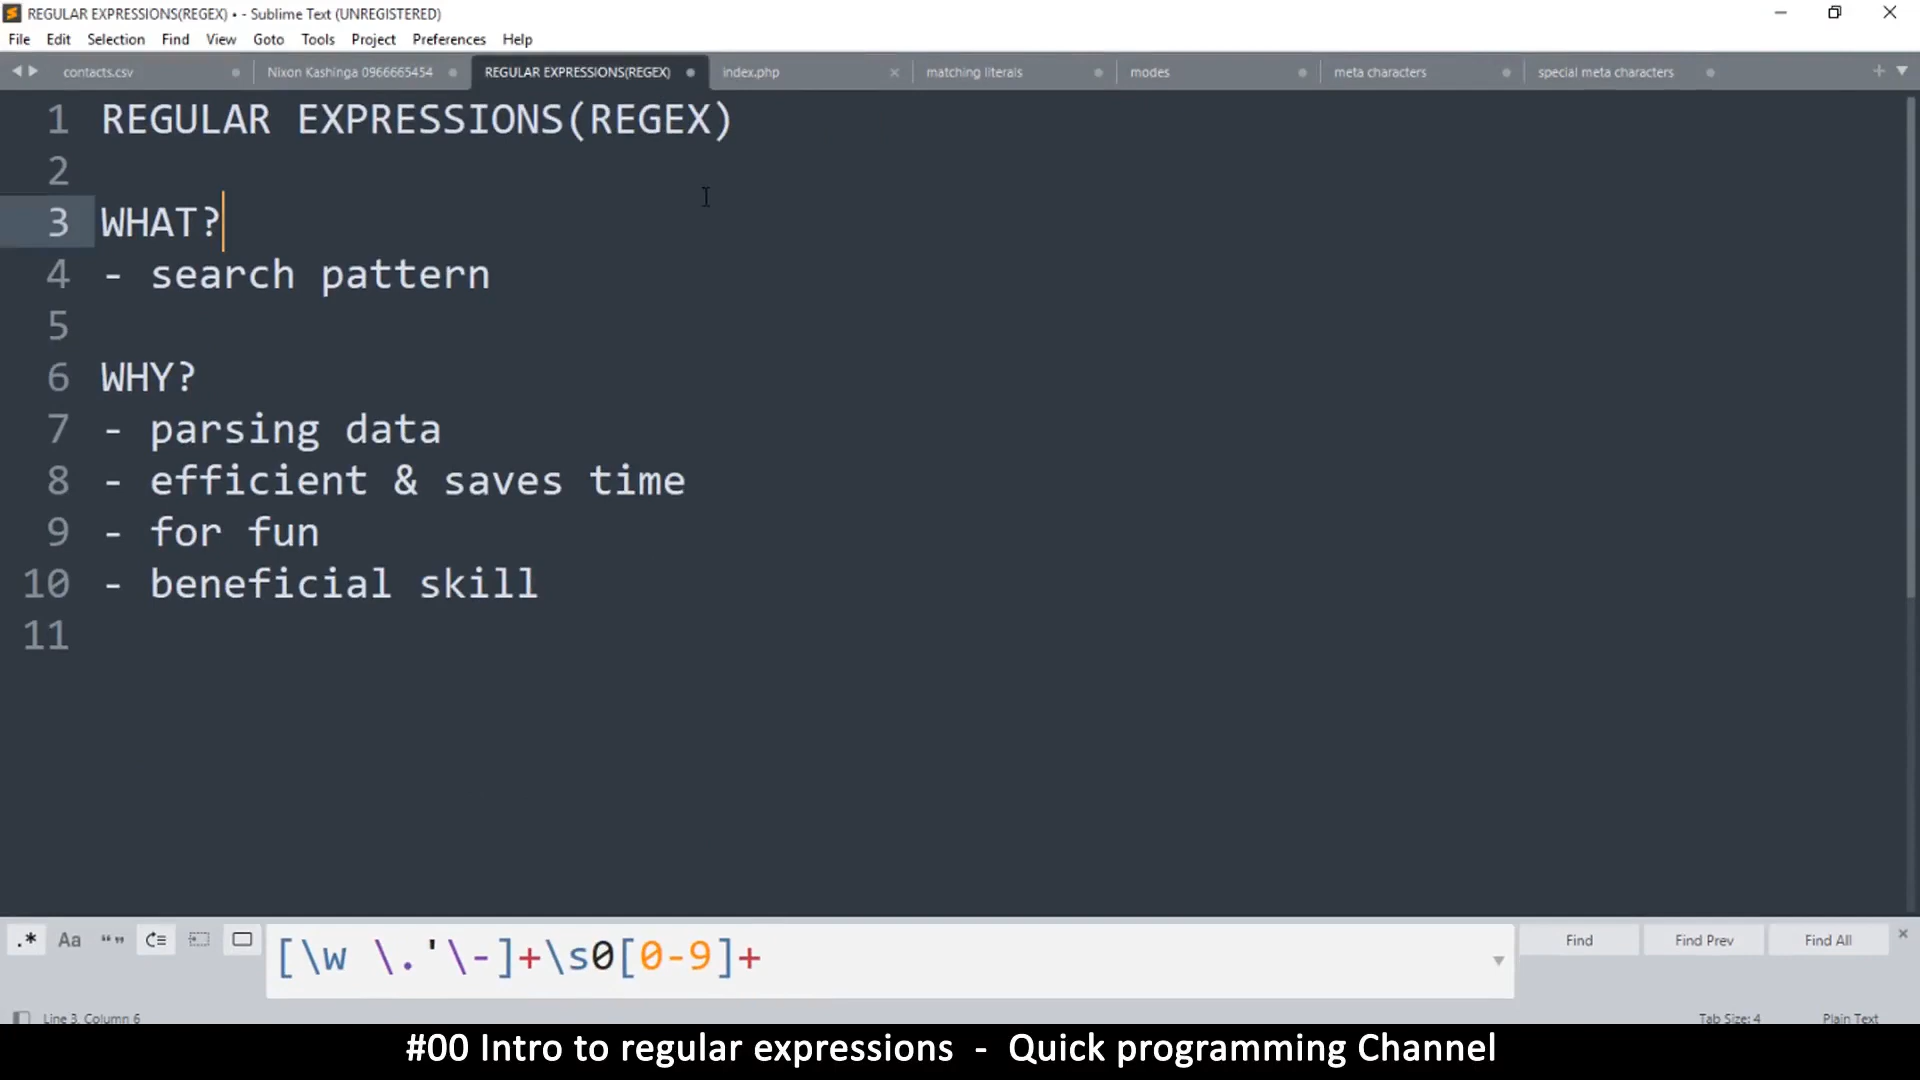 REGULAR EXPRESSIONS(REGEX) • - Sublime Text (UNREGISTERED)
File Edit Selection Find View Goto Tools Project Preferences Help
contacts.csv Nixon Kashinga 0966665454 REGULAR EXPRESSIONS(REGEX) index.php matching literals modes meta characters special meta characters
1 REGULAR EXPRESSIONS(REGEX)
2
3 WHAT?
4 - search pattern
5
6 WHY?
7 - parsing data
8 - efficient & saves time
9 - for fun
10 - beneficial skill
11
.* Aa “” [\w \.'\-]+\s0[0-9]+ Find Find Prev Find All
Line 3, Column 6 Tab Size: 4 Plain Text
#00 Intro to regular expressions - Quick programming Channel